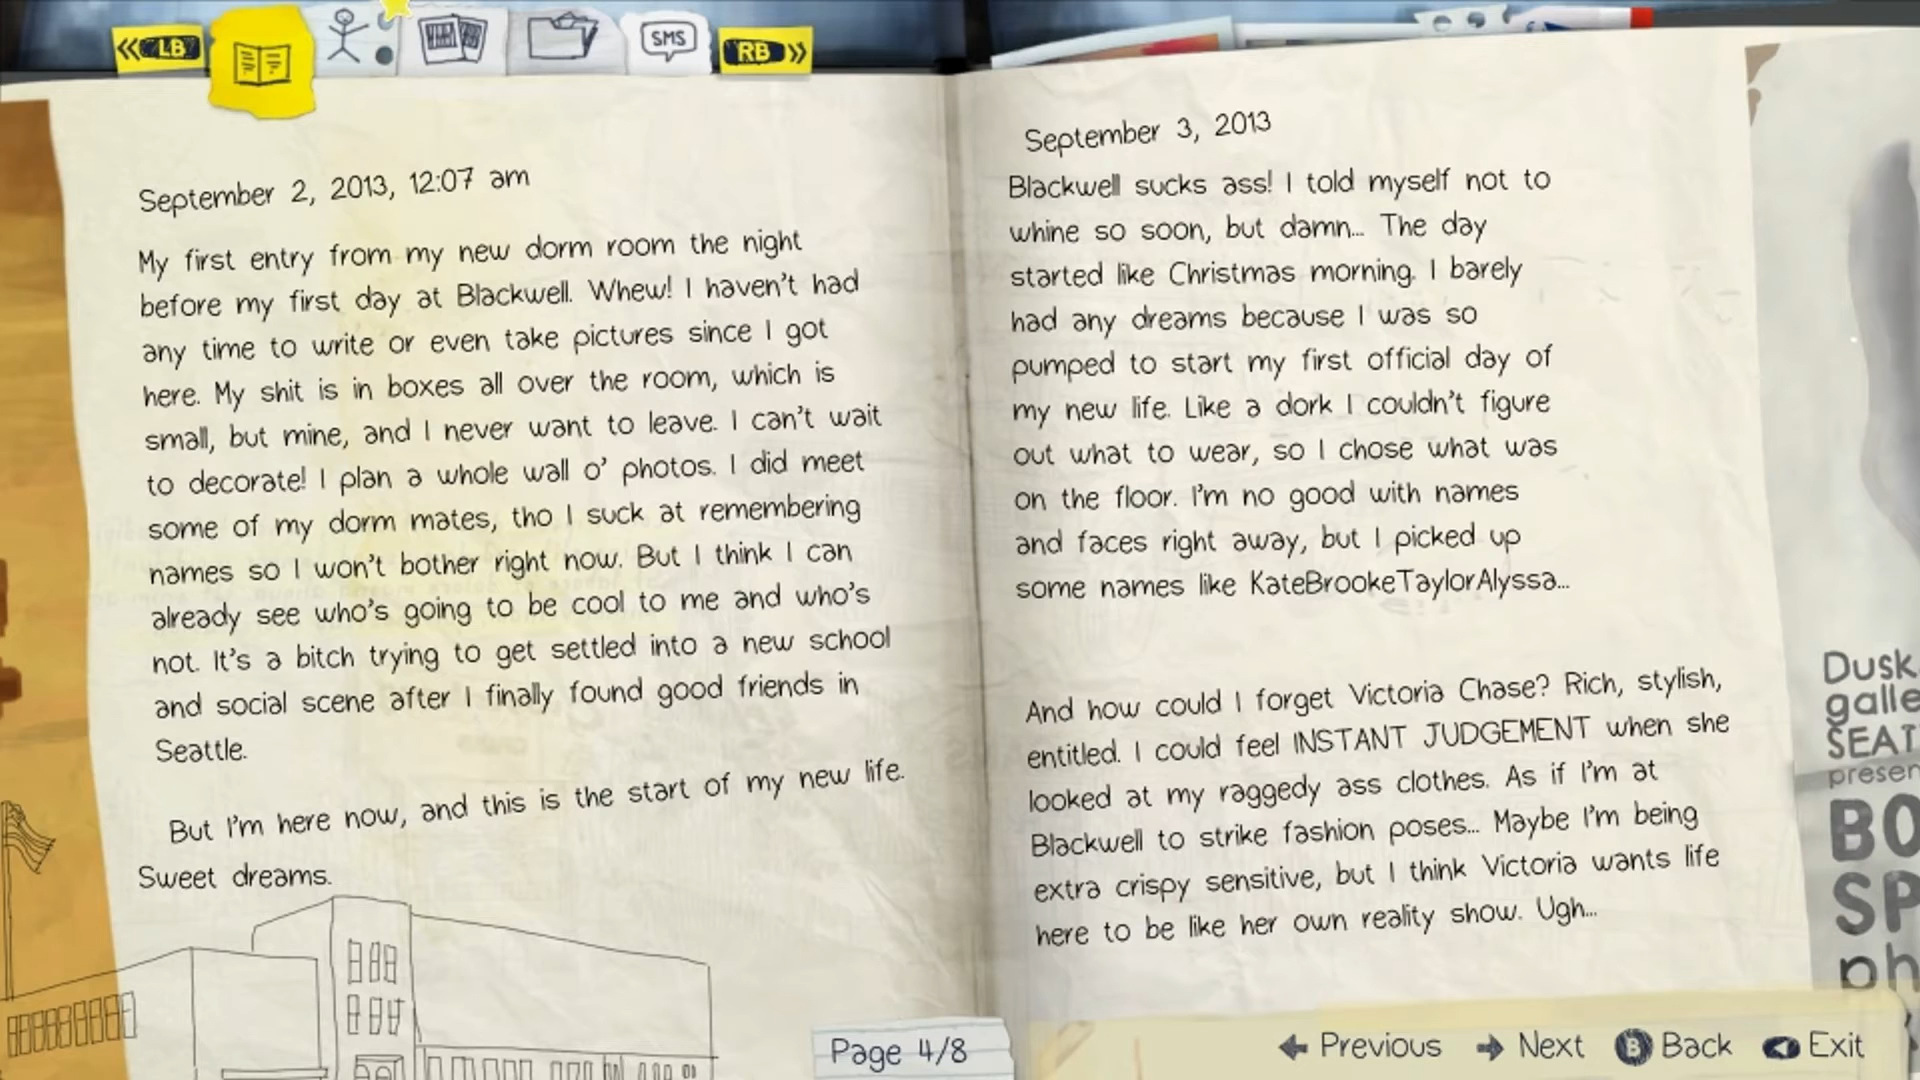 LB
SMS
RB
September 2, 2013, 12:07 am
My first entry from my new dorm room the night
before my first day at Blackwell. Whew! I haven't had
any time to write or even take pictures since I got
here. My shit is in boxes all over the room, which is
small, but mine, and I never want to leave. I can't wait
to decorate! I plan a whole wall o' photos. I did meet
some of my dorm mates, tho I suck at remembering
names so I won't bother right now. But I think I can
already see who's going to be cool to me and who's
not. It's a bitch trying to get settled into a new school
and social scene after I finally found good friends in
Seattle.
But I'm here now, and this is the start of my new life.
Sweet dreams.
September 3, 2013
Blackwell sucks ass! I told myself not to
whine so soon, but damn... The day
started like Christmas morning. I barely
had any dreams because I was so
pumped to start my first official day of
my new life. Like a dork I couldn't figure
out what to wear, so I chose what was
on the floor. I'm no good with names
and faces right away, but I picked up
some names like KateBrookeTaylorAlyssa...
And how could I forget Victoria Chase? Rich, stylish,
entitled. I could feel INSTANT JUDGEMENT when she
looked at my raggedy ass clothes. As if I'm at
Blackwell to strike fashion poses... Maybe I'm being
extra crispy sensitive, but I think Victoria wants life
here to be like her own reality show. Ugh...
Dusk
galle
SEAT
presen
BO
SP
ph
Page 4/8
Previous
Next
B Back
Exit